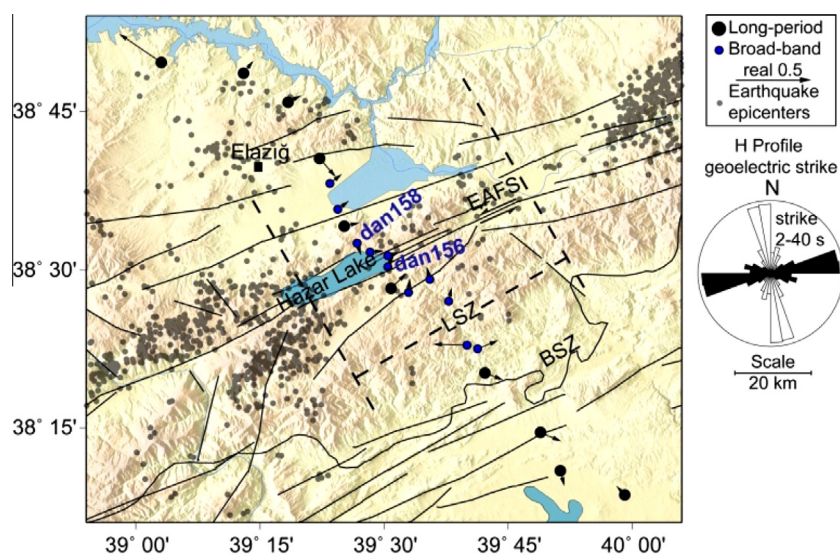 Long-period
Broad-band
real 0.5
Earthquake
epicenters
38° 45'
38° 30'
38° 15'
Elazığ
EAFS
dan158
dan156
Hazar Lake
LSZ
BSZ
39° 00'
39° 15'
39° 30'
39° 45'
40° 00'
H Profile
geoelectric strike
N
strike
2-40 s
Scale
20 km